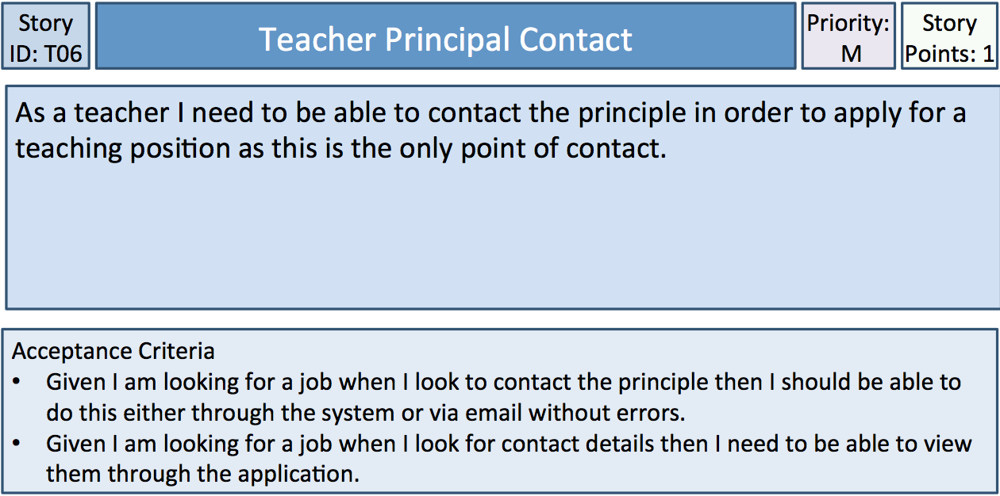 Story
ID: T06
Teacher Principal Contact
Priority:
M
Story
Points: 1
As a teacher I need to be able to contact the principle in order to apply for a
teaching position as this is the only point of contact.
Acceptance Criteria
• Given I am looking for a job when I look to contact the principle then I should be able to
do this either through the system or via email without errors.
• Given I am looking for a job when I look for contact details then I need to be able to view
them through the application.